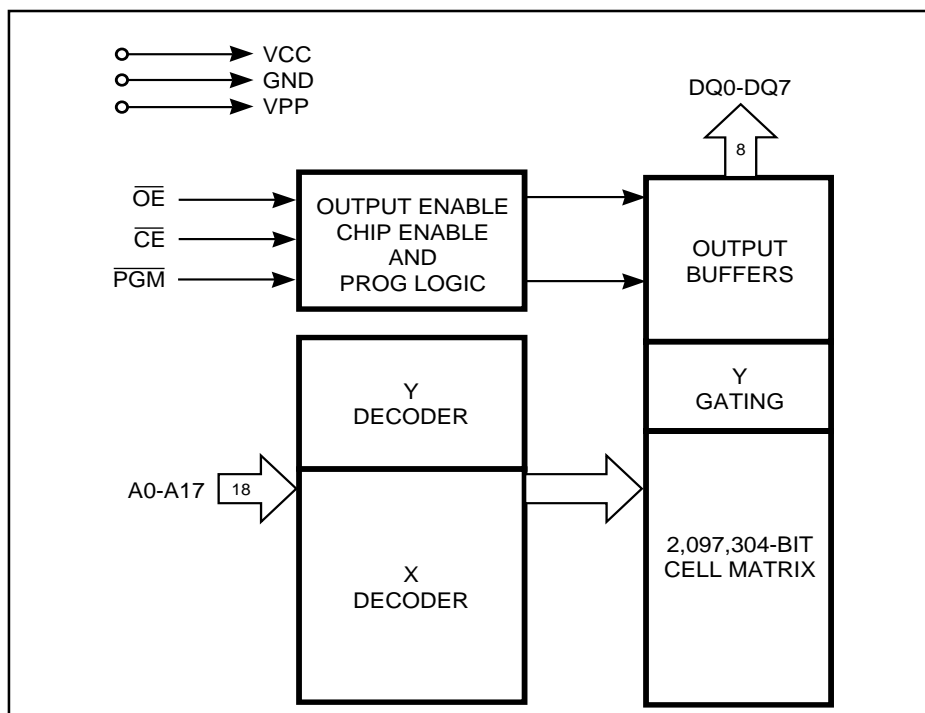 VCC
GND
VPP
DQ0-DQ7
8
OE
CE
PGM
OUTPUT ENABLE
CHIP ENABLE
AND
PROG LOGIC
OUTPUT
BUFFERS
Y
DECODER
Y
GATING
A0-A17
18
X
DECODER
2,097,304-BIT
CELL MATRIX